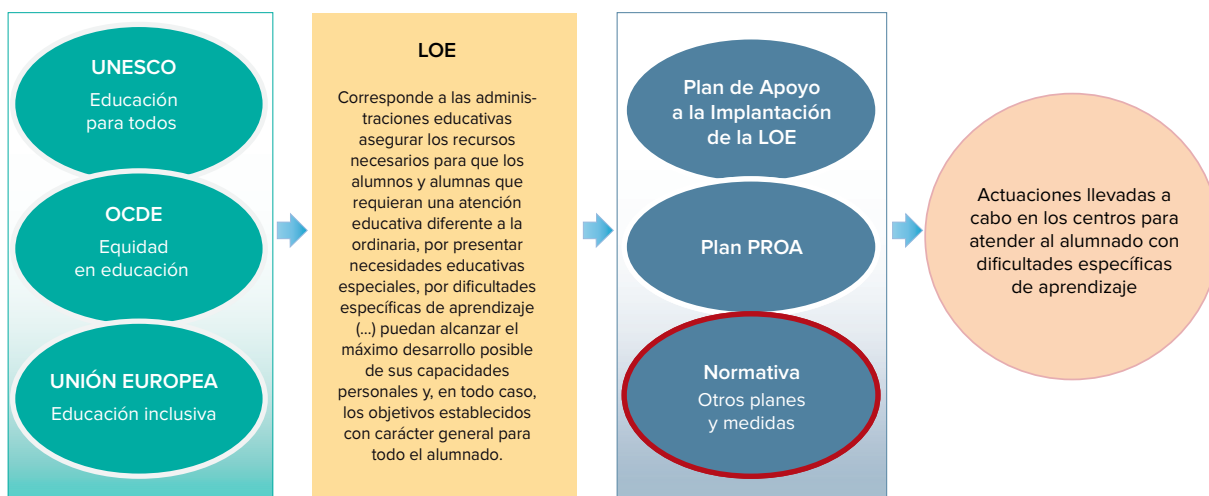 UNESCO
Educación
para todos
OCDE
Equidad
en educación
UNIÓN EUROPEA
Educación inclusiva
LOE
Corresponde a las adminis-
traciones educativas
asegurar los recursos
necesarios para que los
alumnos y alumnas que
requieran una atención
educativa diferente a la
ordinaria, por presentar
necesidades educativas
especiales, por dificultades
específicas de aprendizaje
(...) puedan alcanzar el
máximo desarrollo posible
de sus capacidades
personales y, en todo caso,
los objetivos establecidos
con carácter general para
todo el alumnado.
Plan de Apoyo
a la Implantación
de la LOE
Plan PROA
Normativa
Otros planes
y medidas
Actuaciones llevadas a
cabo en los centros para
atender al alumnado con
dificultades específicas
de aprendizaje